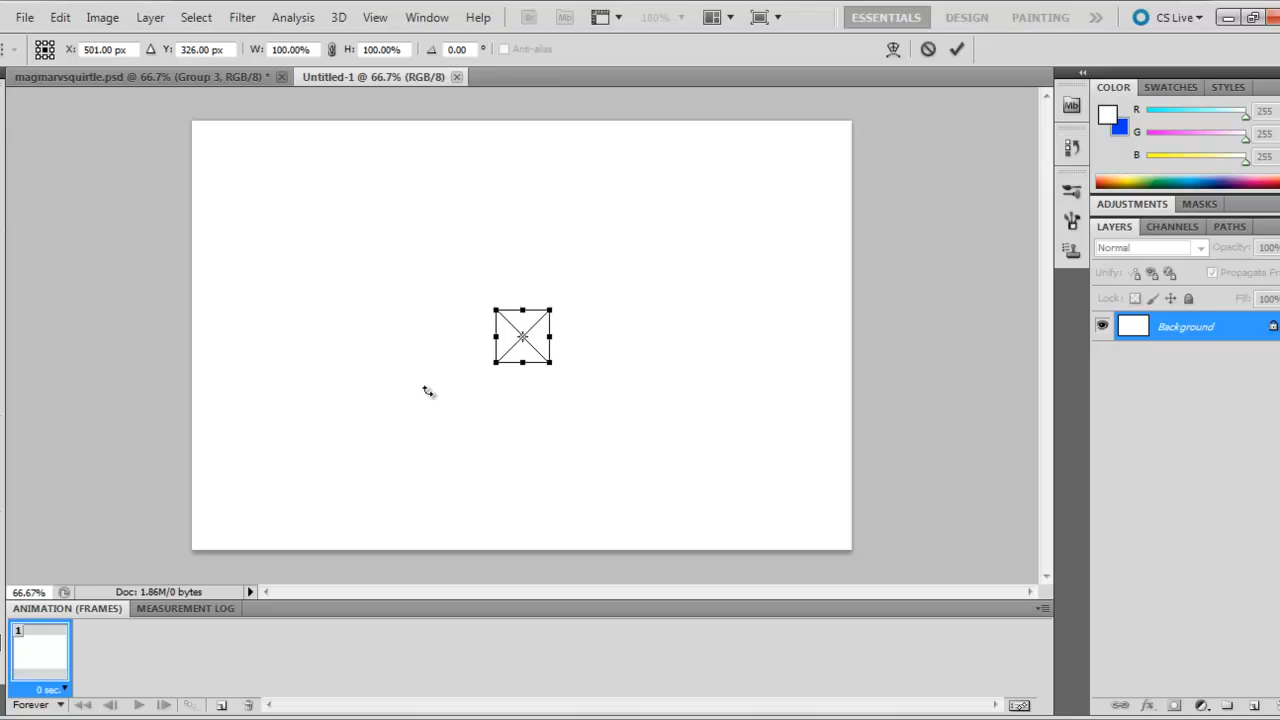 File Edit Image Layer Select Filter Analysis 3D View Window Help Br Mb 100% ESSENTIALS DESIGN PAINTING CS Live
X: 501.00 px Y: 326.00 px W: 100.00% H: 100.00% 0.00 ° Anti-alias
magmarvsquirtle.psd @ 66.7% (Group 3, RGB/8) * Untitled-1 @ 66.7% (RGB/8)
COLOR SWATCHES STYLES
Mb
R 255
G 255
B 255
ADJUSTMENTS MASKS
LAYERS CHANNELS PATHS
Normal Opacity: 100%
Unify: Propagate Fr
Lock: Fill: 100%
Background
66.67% Doc: 1.86M/0 bytes
ANIMATION (FRAMES) MEASUREMENT LOG
1
0 sec.
Forever